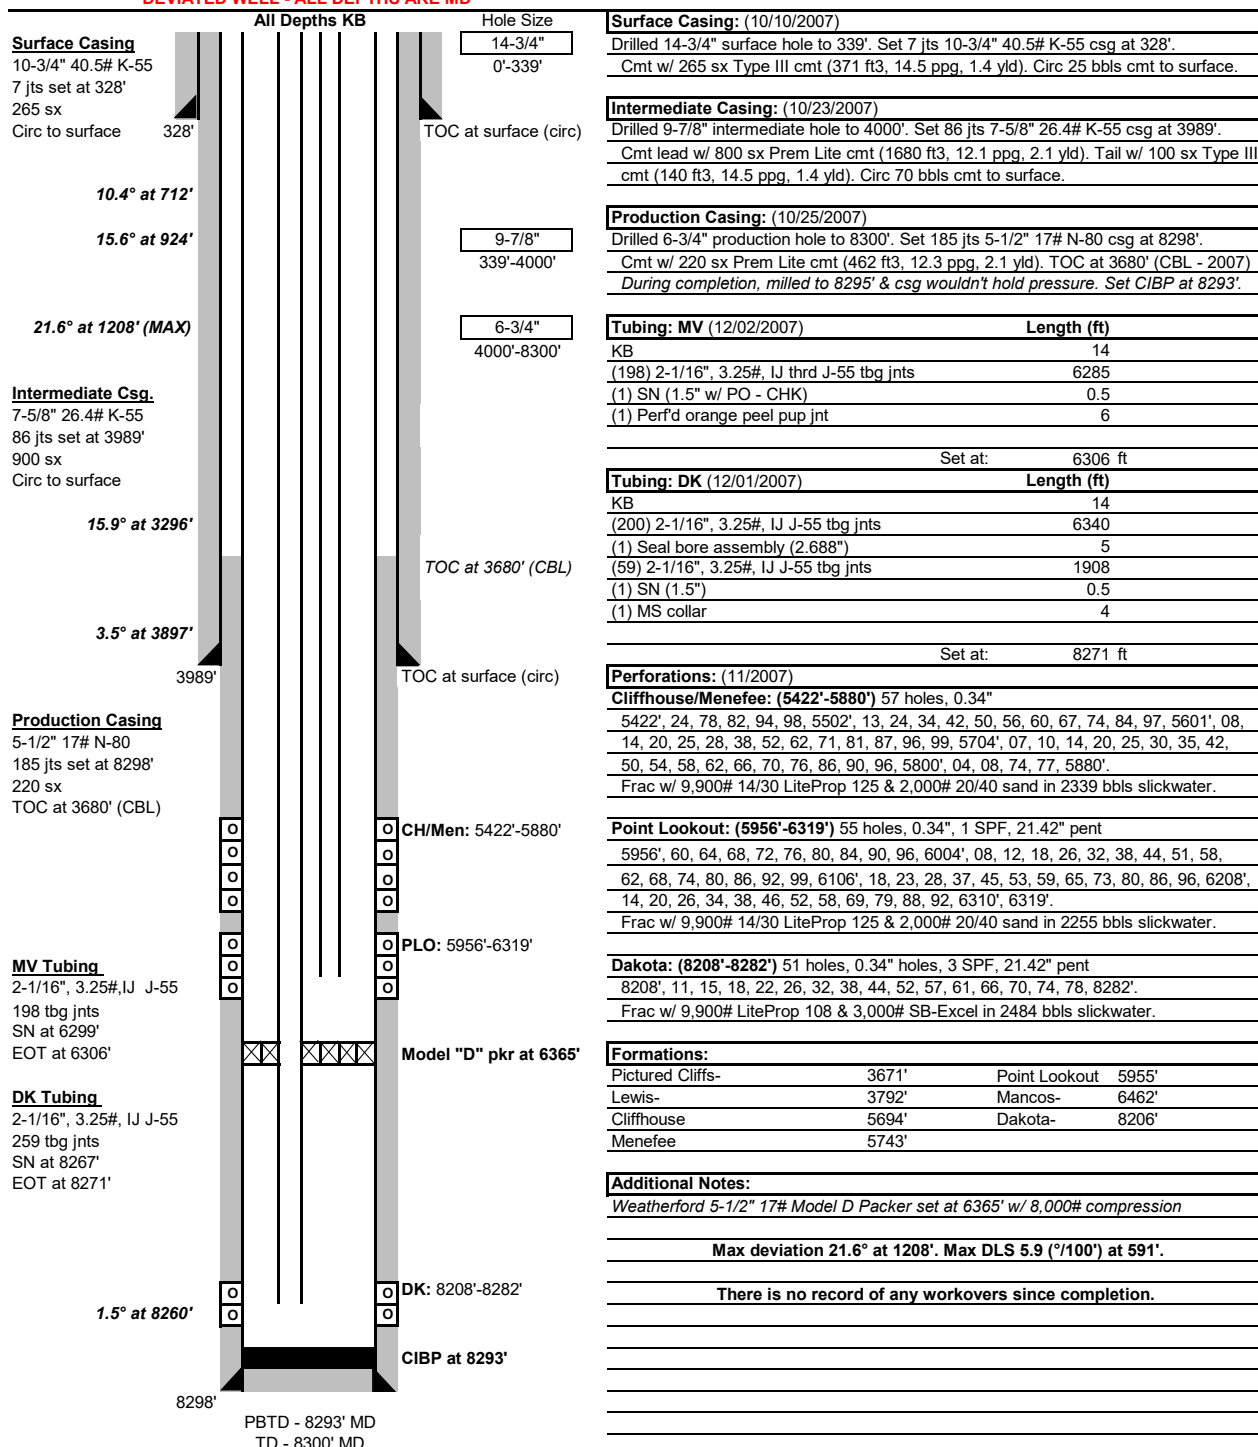 DEVIATED WELL - ALL DEPTHS ARE MD
All Depths KB
Hole Size
Surface Casing
10-3/4" 40.5# K-55
7 jts set at 328'
265 sx
Circ to surface
328'
14-3/4"
0'-339'
TOC at surface (circ)
10.4° at 712'
15.6° at 924'
9-7/8"
339'-4000'
21.6° at 1208' (MAX)
6-3/4"
4000'-8300'
Intermediate Csg.
7-5/8" 26.4# K-55
86 jts set at 3989'
900 sx
Circ to surface
15.9° at 3296'
TOC at 3680' (CBL)
3.5° at 3897'
3989'
TOC at surface (circ)
Production Casing
5-1/2" 17# N-80
185 jts set at 8298'
220 sx
TOC at 3680' (CBL)
O O CH/Men: 5422'-5880'
O O
O O
O O
O O PLO: 5956'-6319'
O O
O O
MV Tubing
2-1/16", 3.25#,IJ J-55
198 tbg jnts
SN at 6299'
EOT at 6306'
Model "D" pkr at 6365'
DK Tubing
2-1/16", 3.25#, IJ J-55
259 tbg jnts
SN at 8267'
EOT at 8271'
O O DK: 8208'-8282'
O O
1.5° at 8260'
CIBP at 8293'
8298'
PBTD - 8293' MD
TD - 8300' MD
Surface Casing: (10/10/2007)
Drilled 14-3/4" surface hole to 339'. Set 7 jts 10-3/4" 40.5# K-55 csg at 328'.
Cmt w/ 265 sx Type III cmt (371 ft3, 14.5 ppg, 1.4 yld). Circ 25 bbls cmt to surface.
Intermediate Casing: (10/23/2007)
Drilled 9-7/8" intermediate hole to 4000'. Set 86 jts 7-5/8" 26.4# K-55 csg at 3989'.
Cmt lead w/ 800 sx Prem Lite cmt (1680 ft3, 12.1 ppg, 2.1 yld). Tail w/ 100 sx Type III
cmt (140 ft3, 14.5 ppg, 1.4 yld). Circ 70 bbls cmt to surface.
Production Casing: (10/25/2007)
Drilled 6-3/4" production hole to 8300'. Set 185 jts 5-1/2" 17# N-80 csg at 8298'.
Cmt w/ 220 sx Prem Lite cmt (462 ft3, 12.3 ppg, 2.1 yld). TOC at 3680' (CBL - 2007)
During completion, milled to 8295' & csg wouldn't hold pressure. Set CIBP at 8293'.
Tubing: MV (12/02/2007) Length (ft)
KB 14
(198) 2-1/16", 3.25#, IJ thrd J-55 tbg jnts 6285
(1) SN (1.5" w/ PO - CHK) 0.5
(1) Perf'd orange peel pup jnt 6
Set at: 6306 ft
Tubing: DK (12/01/2007) Length (ft)
KB 14
(200) 2-1/16", 3.25#, IJ J-55 tbg jnts 6340
(1) Seal bore assembly (2.688") 5
(59) 2-1/16", 3.25#, IJ J-55 tbg jnts 1908
(1) SN (1.5") 0.5
(1) MS collar 4
Set at: 8271 ft
Perforations: (11/2007)
Cliffhouse/Menefee: (5422'-5880') 57 holes, 0.34"
5422', 24, 78, 82, 94, 98, 5502', 13, 24, 34, 42, 50, 56, 60, 67, 74, 84, 97, 5601', 08,
14, 20, 25, 28, 38, 52, 62, 71, 81, 87, 96, 99, 5704', 07, 10, 14, 20, 25, 30, 35, 42,
50, 54, 58, 62, 66, 70, 76, 86, 90, 96, 5800', 04, 08, 74, 77, 5880'.
Frac w/ 9,900# 14/30 LiteProp 125 & 2,000# 20/40 sand in 2339 bbls slickwater.
Point Lookout: (5956'-6319') 55 holes, 0.34", 1 SPF, 21.42" pent
5956', 60, 64, 68, 72, 76, 80, 84, 90, 96, 6004', 08, 12, 18, 26, 32, 38, 44, 51, 58,
62, 68, 74, 80, 86, 92, 99, 6106', 18, 23, 28, 37, 45, 53, 59, 65, 73, 80, 86, 96, 6208',
14, 20, 26, 34, 38, 46, 52, 58, 69, 79, 88, 92, 6310', 6319'.
Frac w/ 9,900# 14/30 LiteProp 125 & 2,000# 20/40 sand in 2255 bbls slickwater.
Dakota: (8208'-8282') 51 holes, 0.34" holes, 3 SPF, 21.42" pent
8208', 11, 15, 18, 22, 26, 32, 38, 44, 52, 57, 61, 66, 70, 74, 78, 8282'.
Frac w/ 9,900# LiteProp 108 & 3,000# SB-Excel in 2484 bbls slickwater.
Formations:
Pictured Cliffs- 3671' Point Lookout 5955'
Lewis- 3792' Mancos- 6462'
Cliffhouse 5694' Dakota- 8206'
Menefee 5743'
Additional Notes:
Weatherford 5-1/2" 17# Model D Packer set at 6365' w/ 8,000# compression
Max deviation 21.6° at 1208'. Max DLS 5.9 (°/100') at 591'.
There is no record of any workovers since completion.